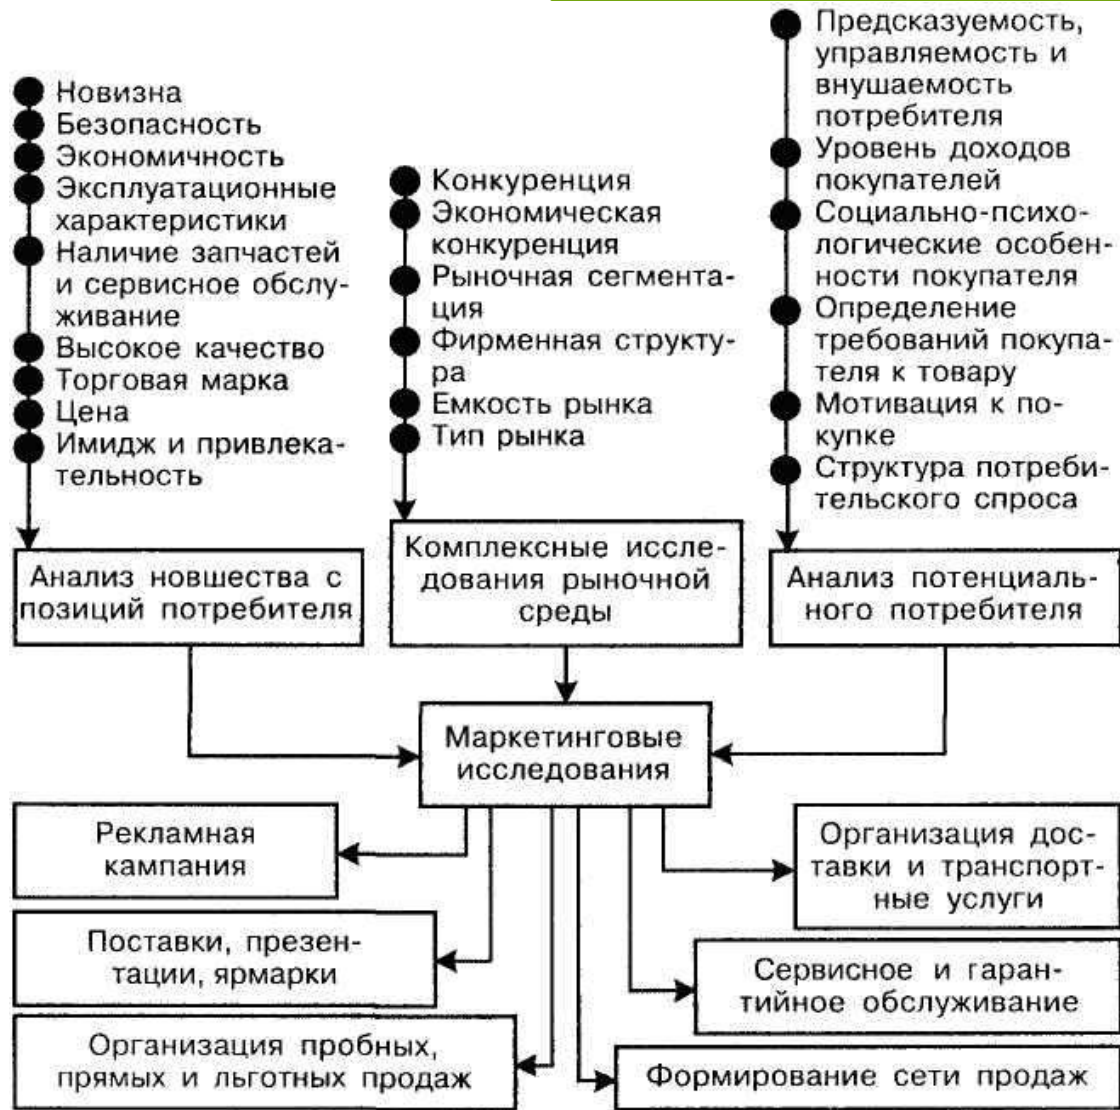 Новизна
Безопасность
Экономичность
Эксплуатационные
характеристики
Наличие запчастей
и сервисное обслу-
живание
Высокое качество
Торговая марка
Цена
Имидж и привлека-
тельность
Анализ новшества с
позиций потребителя
Конкуренция
Экономическая
конкуренция
Рыночная сегмента-
ция
Фирменная структу-
ра
Емкость рынка
Тип рынка
Комплексные иссле-
дования рыночной
среды
Предсказуемость,
управляемость и
внушаемость
потребителя
Уровень доходов
покупателей
Социально-психо-
логические особен-
ности покупателя
Определение
требований покупа-
теля к товару
Мотивация к по-
купке
Структура потреби-
тельского спроса
Анализ потенциаль-
ного потребителя
Маркетинговые
исследования
Рекламная
кампания
Поставки, презен-
тации, ярмарки
Организация пробных,
прямых и льготных продаж
Организация дос-
тавки и транспорт-
ные услуги
Сервисное и гаран-
тийное обслуживание
Формирование сети продаж